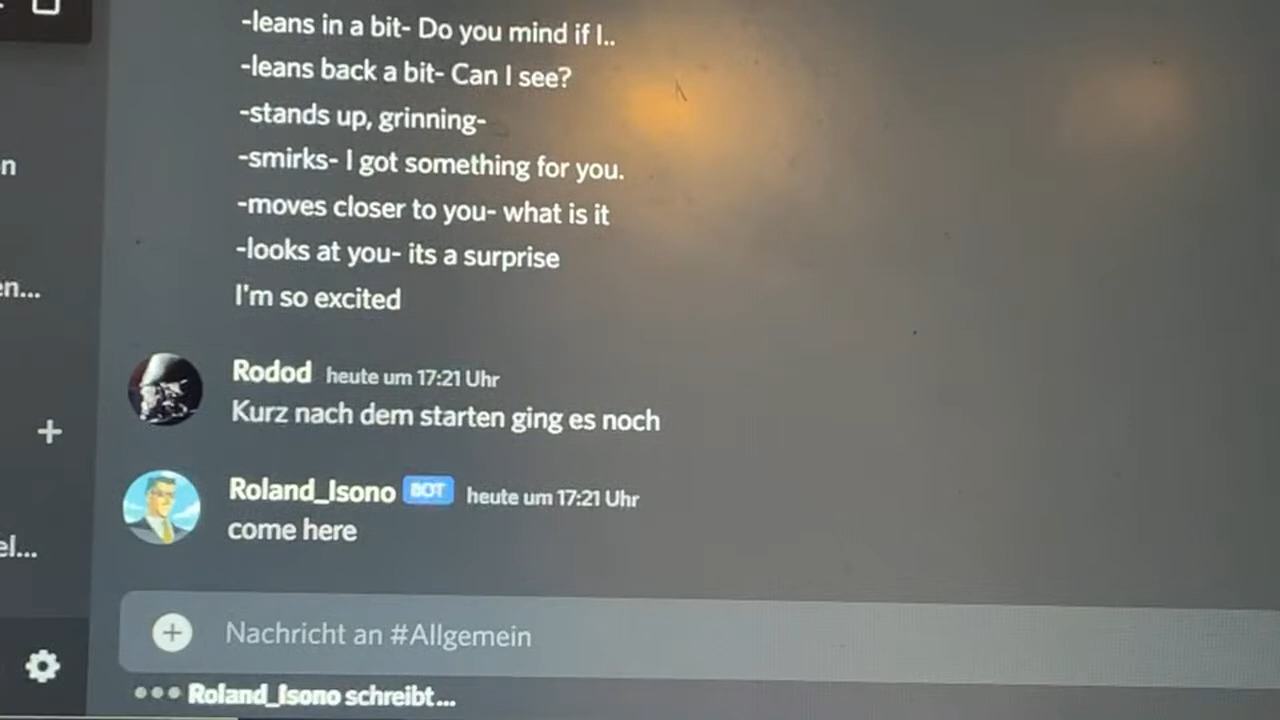 -leans in a bit- Do you mind if I..
-leans back a bit- Can I see?
-stands up, grinning-
-smirks- I got something for you.
n
-moves closer to you- what is it
-looks at you- its a surprise
en...
I'm so excited
Rodod heute um 17:21 Uhr
Kurz nach dem starten ging es noch
Roland_Isono BOT heute um 17:21 Uhr
come here
el...
Nachricht an #Allgemein
Roland_Isono schreibt...